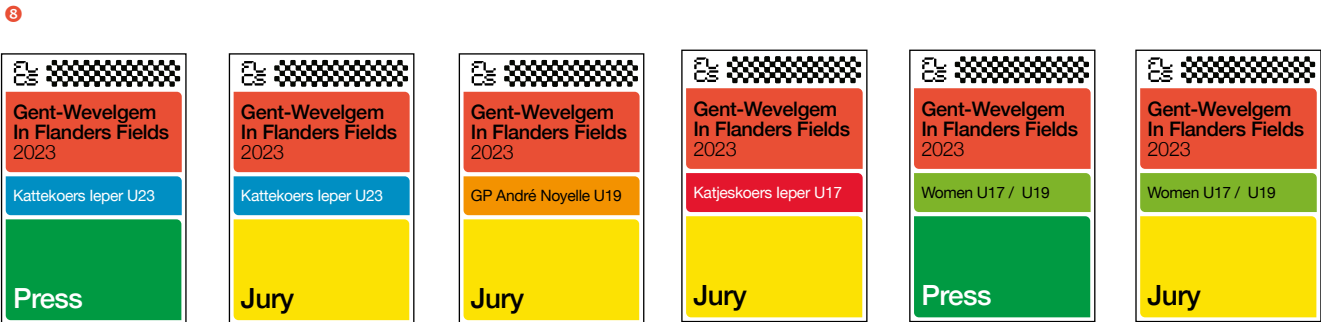 8
Gent-Wevelgem
In Flanders Fields
2023
Kattekoers Ieper U23
Press
Gent-Wevelgem
In Flanders Fields
2023
Kattekoers Ieper U23
Jury
Gent-Wevelgem
In Flanders Fields
2023
GP André Noyelle U19
Jury
Gent-Wevelgem
In Flanders Fields
2023
Katjeskoers Ieper U17
Jury
Gent-Wevelgem
In Flanders Fields
2023
Women U17 / U19
Press
Gent-Wevelgem
In Flanders Fields
2023
Women U17 / U19
Jury